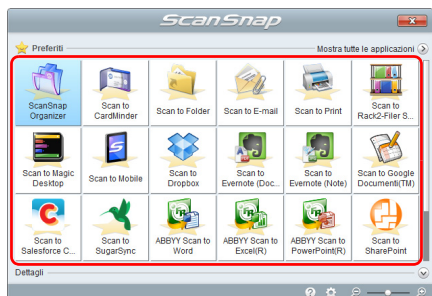 ScanSnap
Preferiti
Mostra tutte le applicazioni
ScanSnap
Organizer
Scan to
CardMinder
Scan to Folder
Scan to E-mail
Scan to Print
Scan to
Rack2-Filer S...
Scan to Magic
Desktop
Scan to Mobile
Scan to
Dropbox
Scan to
Evernote (Doc...
Scan to
Evernote (Note)
Scan to Google
Documenti(TM)
Scan to
Salesforce C...
Scan to
SugarSync
ABBYY Scan to
Word
ABBYY Scan to
Excel(R)
ABBYY Scan to
PowerPoint(R)
Scan to
SharePoint
Dettagli